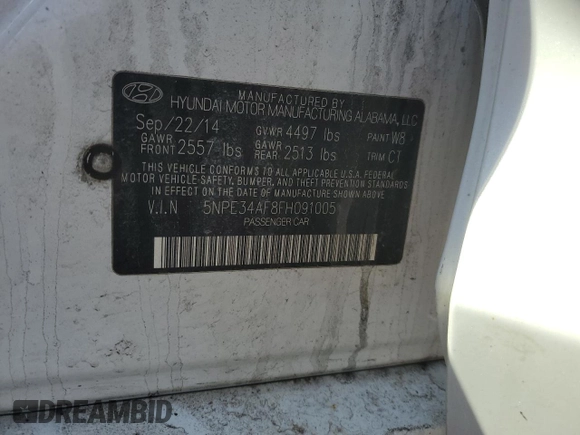 MANUFACTURED BY
HYUNDAI MOTOR MANUFACTURING ALABAMA, LLC
Sep/22/14 GVWR 4497 lbs PAINT W8
GAWR FRONT 2557 lbs GAWR REAR 2513 lbs TRIM CT
THIS VEHICLE CONFORMS TO ALL APPLICABLE U.S.A FEDERAL
MOTOR VEHICLE-SAFETY, BUMPER, AND THEFT PREVENTION STANDARDS
IN EFFECT ON THE DATE OF MANUFACTURE SHOWN ABOVE
V.I.N 5NPE34AF8FH091005
PASSENGER CAR
DREAMBID